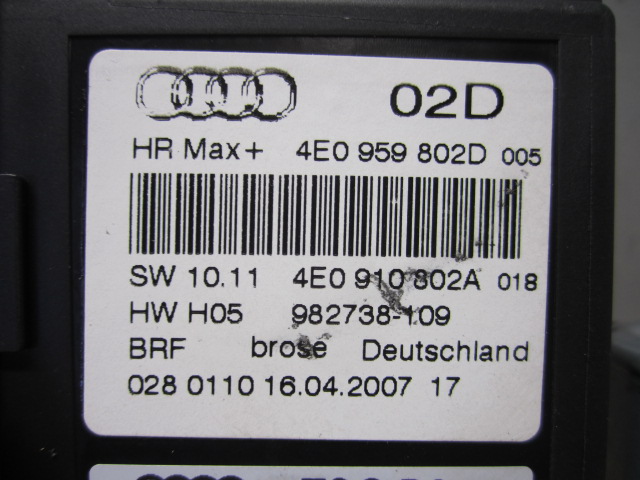 02D
HR Max+ 4E0 959 802D 005
SW 10.11 4E0 910 802A 018
HW H05 982738-109
BRF brose Deutschland
028 0110 16.04.2007 17